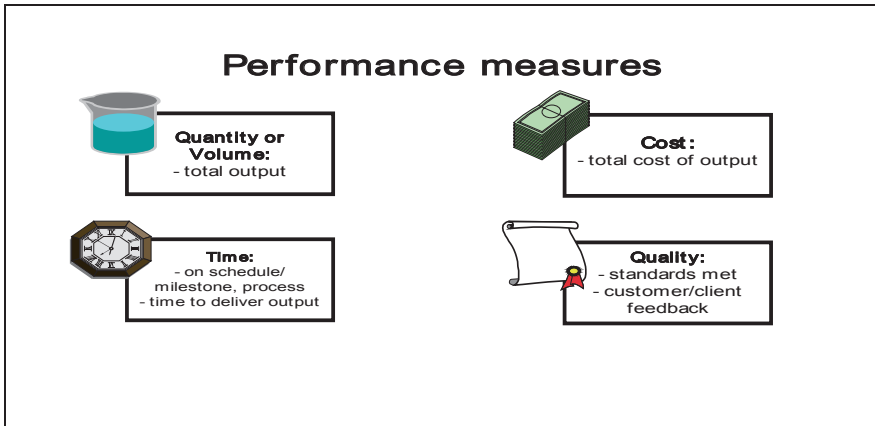 Performance measures
Quantity or
Volume:
- total output
Cost:
- total cost of output
Time:
- on schedule/
milestone, process
- time to deliver output
Quality:
- standards met
- customer/client
feedback